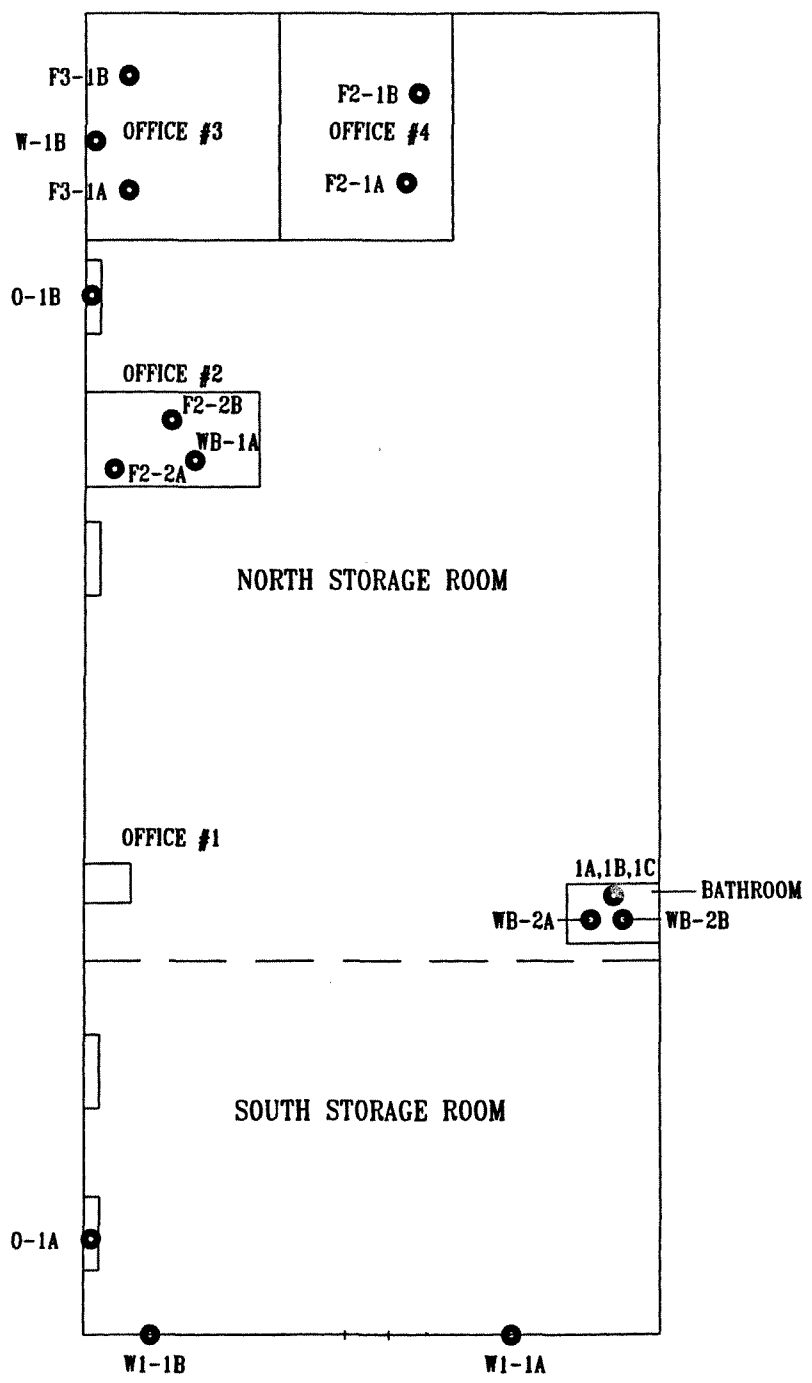 F3-1B
F2-1B
W-1B
OFFICE #3
OFFICE #4
F3-1A
F2-1A
O-1B
OFFICE #2
F2-2B
WB-1A
F2-2A
NORTH STORAGE ROOM
OFFICE #1
1A,1B,1C
BATHROOM
WB-2A
WB-2B
SOUTH STORAGE ROOM
O-1A
W1-1B
W1-1A